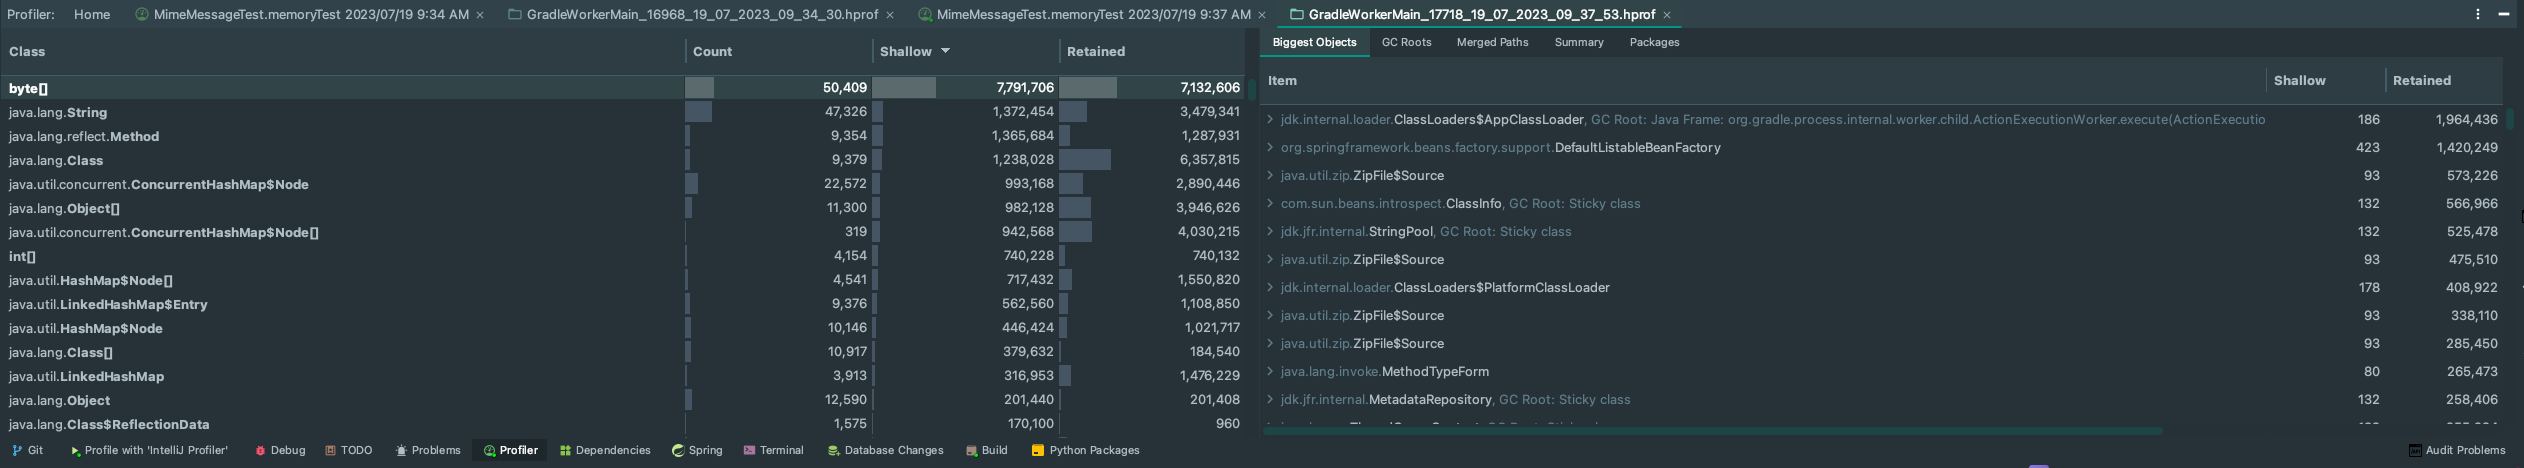 Profiler: Home MimeMessageTest.memoryTest 2023/07/19 9:34 AM × GradleWorkerMain_16968_19_07_2023_09_34_30.hprof × MimeMessageTest.memoryTest 2023/07/19 9:37 AM × GradleWorkerMain_17718_19_07_2023_09_37_53.hprof ×
Class Count Shallow Retained
byte[] 50,409 7,791,706 7,132,606
java.lang.String 47,326 1,372,454 3,479,341
java.lang.reflect.Method 9,354 1,365,684 1,287,931
java.lang.Class 9,379 1,238,028 6,357,815
java.util.concurrent.ConcurrentHashMap$Node 22,572 993,168 2,890,446
java.lang.Object[] 11,300 982,128 3,946,626
java.util.concurrent.ConcurrentHashMap$Node[] 319 942,568 4,030,215
int[] 4,154 740,228 740,132
java.util.HashMap$Node[] 4,541 717,432 1,550,820
java.util.LinkedHashMap$Entry 9,376 562,560 1,108,850
java.util.HashMap$Node 10,146 446,424 1,021,717
java.lang.Class[] 10,917 379,632 184,540
java.util.LinkedHashMap 3,913 316,953 1,476,229
java.lang.Object 12,590 201,440 201,408
java.lang.Class$ReflectionData 1,575 170,100 960
Biggest Objects GC Roots Merged Paths Summary Packages
Item Shallow Retained
jdk.internal.loader.ClassLoaders$AppClassLoader, GC Root: Java Frame: org.gradle.process.internal.worker.child.ActionExecutionWorker.execute(ActionExecutio 186 1,964,436
org.springframework.beans.factory.support.DefaultListableBeanFactory 423 1,420,249
java.util.zip.ZipFile$Source 93 573,226
com.sun.beans.introspect.ClassInfo, GC Root: Sticky class 132 566,966
jdk.jfr.internal.StringPool, GC Root: Sticky class 132 525,478
java.util.zip.ZipFile$Source 93 475,510
jdk.internal.loader.ClassLoaders$PlatformClassLoader 178 408,922
java.util.zip.ZipFile$Source 93 338,110
java.util.zip.ZipFile$Source 93 285,450
java.lang.invoke.MethodTypeForm 80 265,473
jdk.jfr.internal.MetadataRepository, GC Root: Sticky class 132 258,406
Git Profile with 'IntelliJ Profiler' Debug TODO Problems Profiler Dependencies Spring Terminal Database Changes Build Python Packages Audit Problems